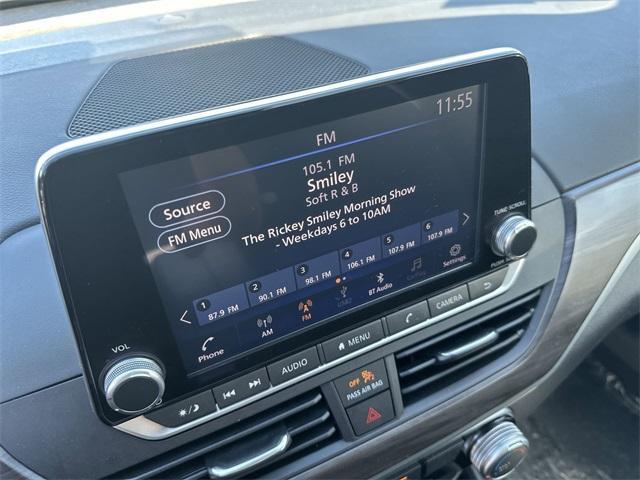 11:55
FM
105.1 FM
Smiley
Soft R & B
Source
FM Menu
The Rickey Smiley Morning Show
- Weekdays 6 to 10AM
1 2 3 4 5 6
87.9 FM 90.1 FM 98.1 FM 106.1 FM 107.9 FM 107.9 FM
Phone AM FM USB2 BT Audio CarPlay Settings
TUNE·SCROLL
PUSH
VOL
AUDIO MENU CAMERA
OFF
PASS AIR BAG